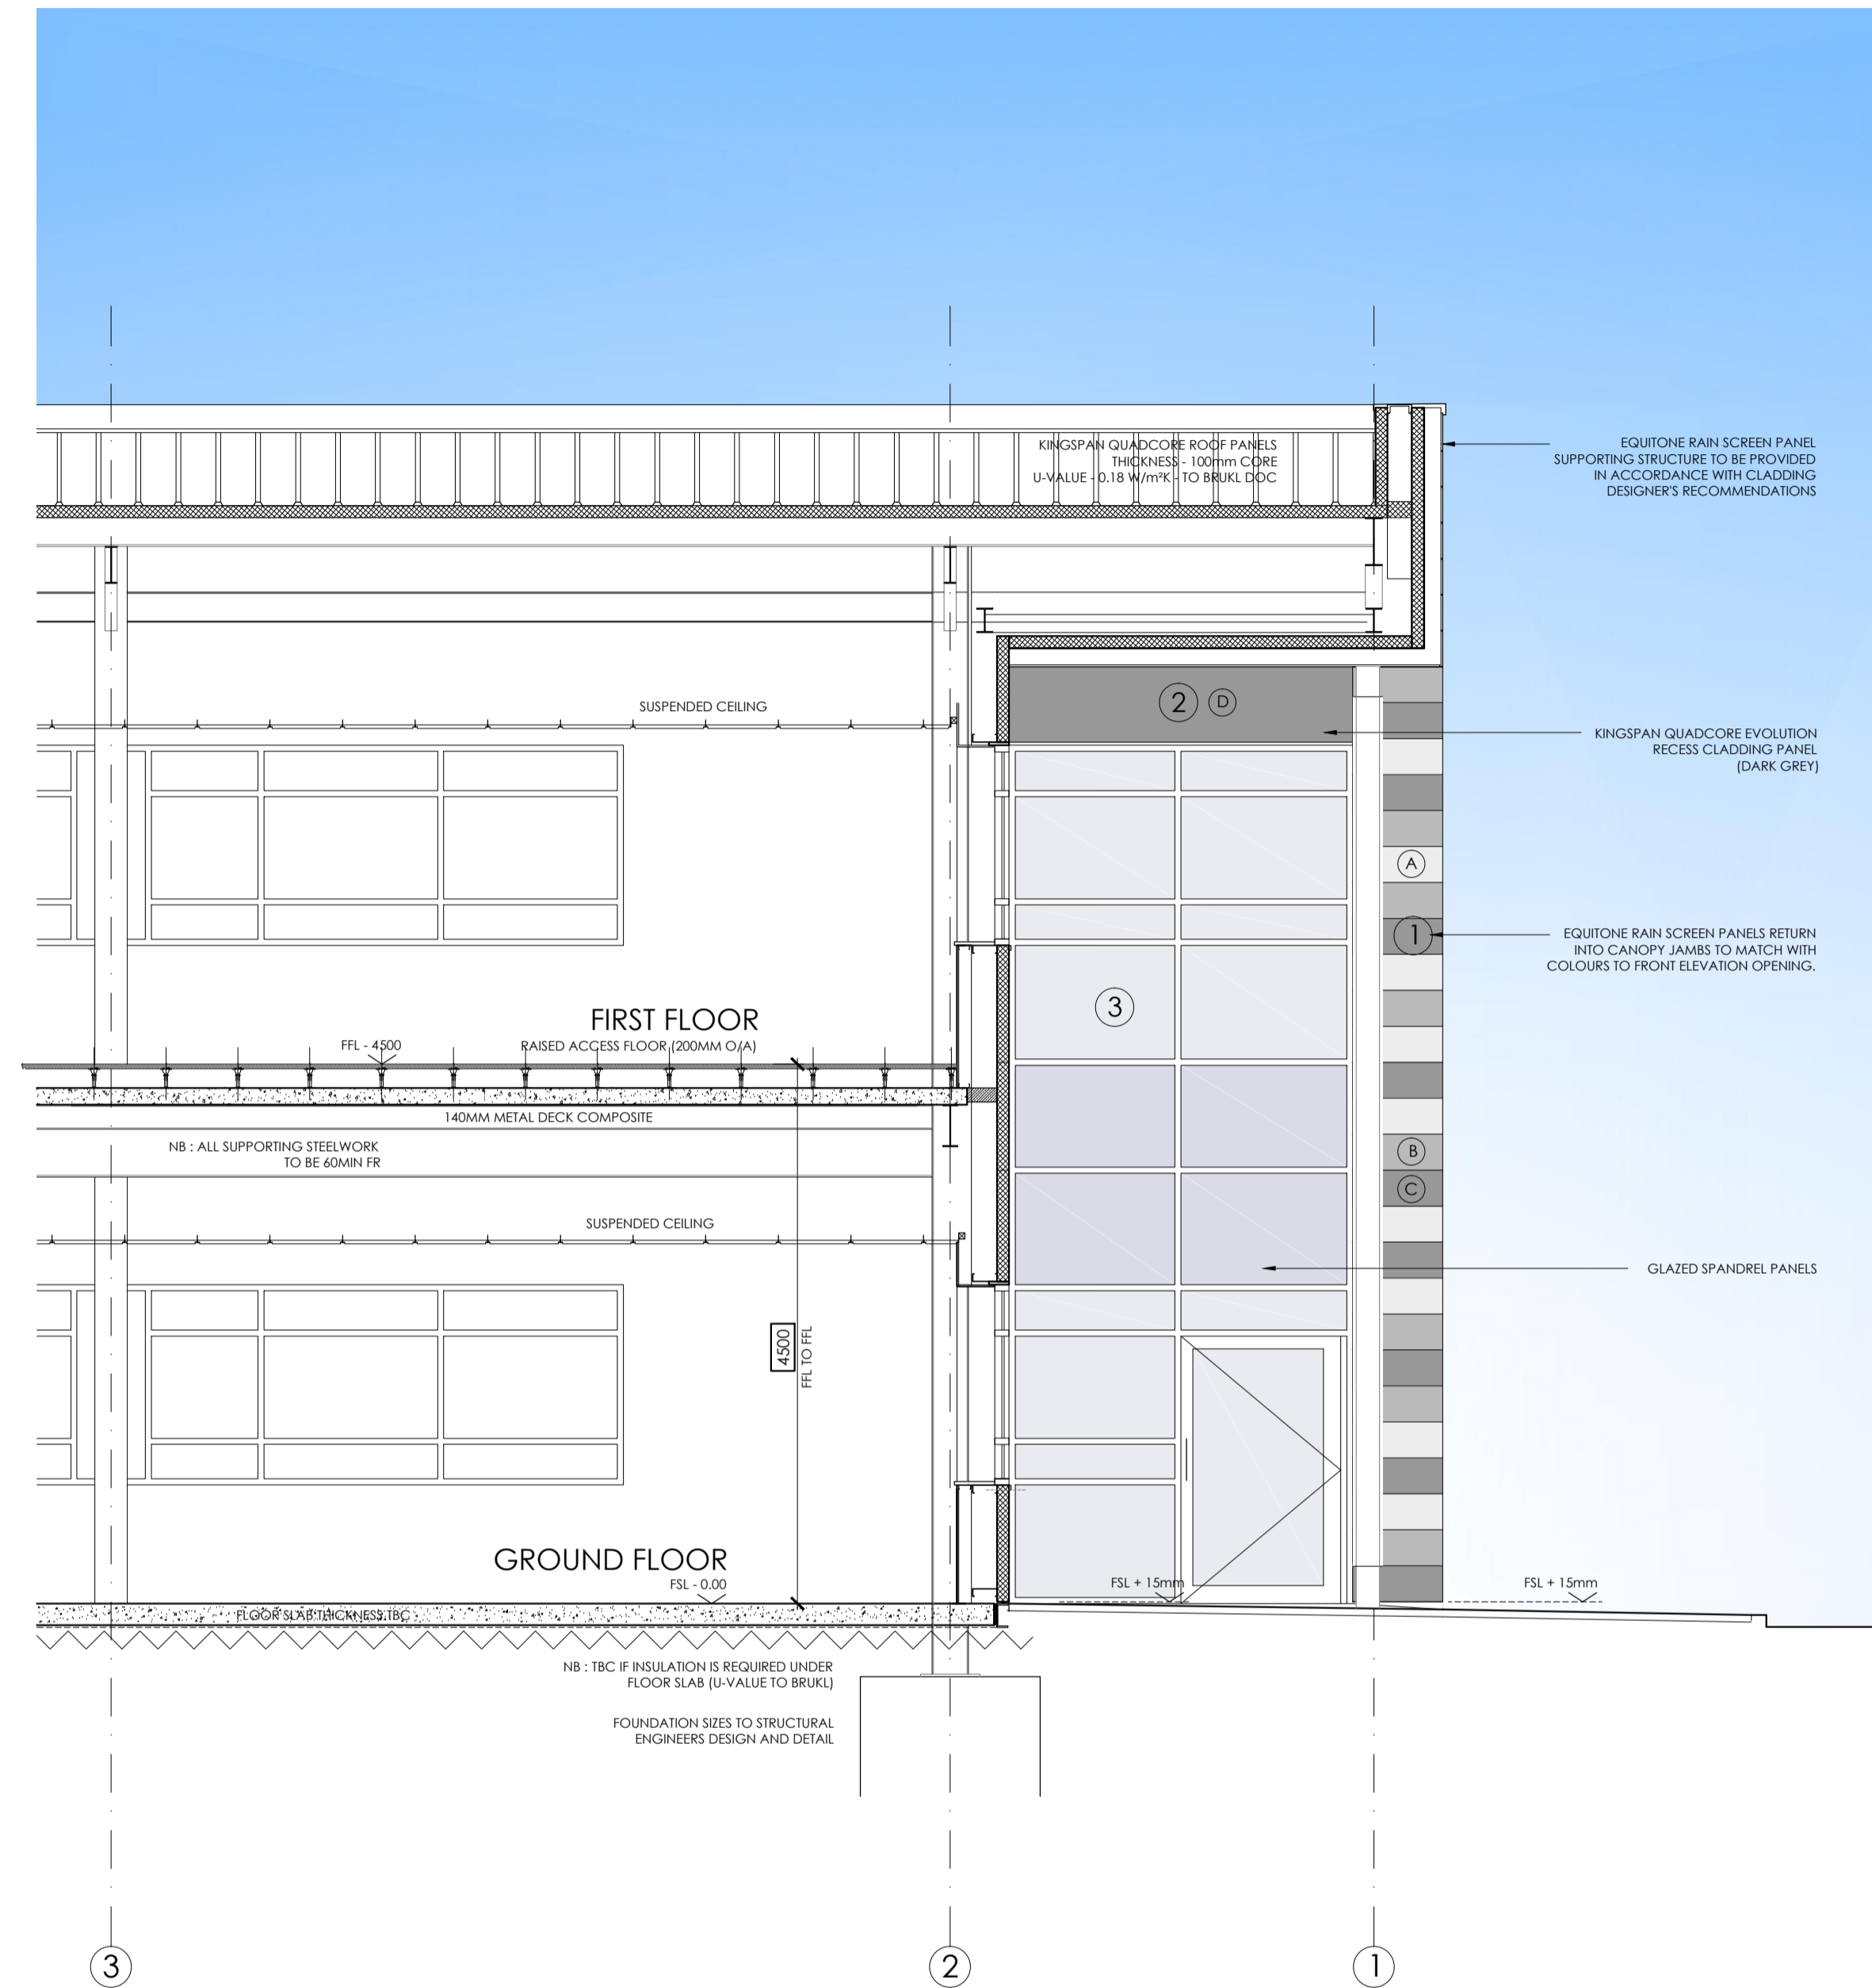 KINGSPAN QUADCORE ROOF PANELS
THICKNESS - 100mm CORE
U-VALUE - 0.18 W/m²K - TO BRUKL DOC
EQUITONE RAIN SCREEN PANEL
SUPPORTING STRUCTURE TO BE PROVIDED
IN ACCORDANCE WITH CLADDING
DESIGNER'S RECOMMENDATIONS
SUSPENDED CEILING
2 D
KINGSPAN QUADCORE EVOLUTION
RECESS CLADDING PANEL
(DARK GREY)
A
1
EQUITONE RAIN SCREEN PANELS RETURN
INTO CANOPY JAMBS TO MATCH WITH
COLOURS TO FRONT ELEVATION OPENING.
3
FIRST FLOOR
FFL - 4500
RAISED ACCESS FLOOR (200MM O/A)
140MM METAL DECK COMPOSITE
NB : ALL SUPPORTING STEELWORK
TO BE 60MIN FR
B
C
SUSPENDED CEILING
GLAZED SPANDREL PANELS
4500
FFL TO FFL
GROUND FLOOR
FSL - 0.00
FSL + 15mm
FSL + 15mm
FLOOR SLAB THICKNESS TBC
NB : TBC IF INSULATION IS REQUIRED UNDER
FLOOR SLAB (U-VALUE TO BRUKL)
FOUNDATION SIZES TO STRUCTURAL
ENGINEERS DESIGN AND DETAIL
3
2
1